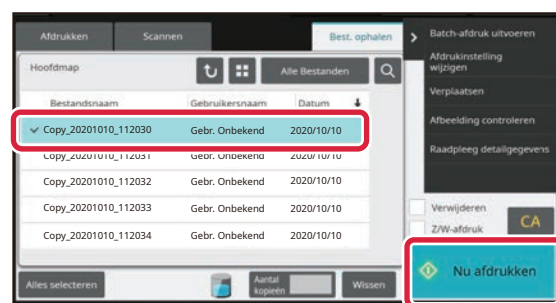 Afdrukken Scannen Best. ophalen
Hoofdmap Alle Bestanden
Bestandsnaam Gebruikersnaam Datum
Copy_20201010_112030 Gebr. Onbekend 2020/10/10
Copy_20201010_112031 Gebr. Onbekend 2020/10/10
Copy_20201010_112032 Gebr. Onbekend 2020/10/10
Copy_20201010_112033 Gebr. Onbekend 2020/10/10
Copy_20201010_112034 Gebr. Onbekend 2020/10/10
Alles selecteren Aantal
kopieën Wissen
Batch-afdruk uitvoeren
Afdrukinstelling
wijzigen
Verplaatsen
Afbeelding controleren
Raadpleeg detailgegevens
Verwijderen
Z/W-afdruk CA
Nu afdrukken